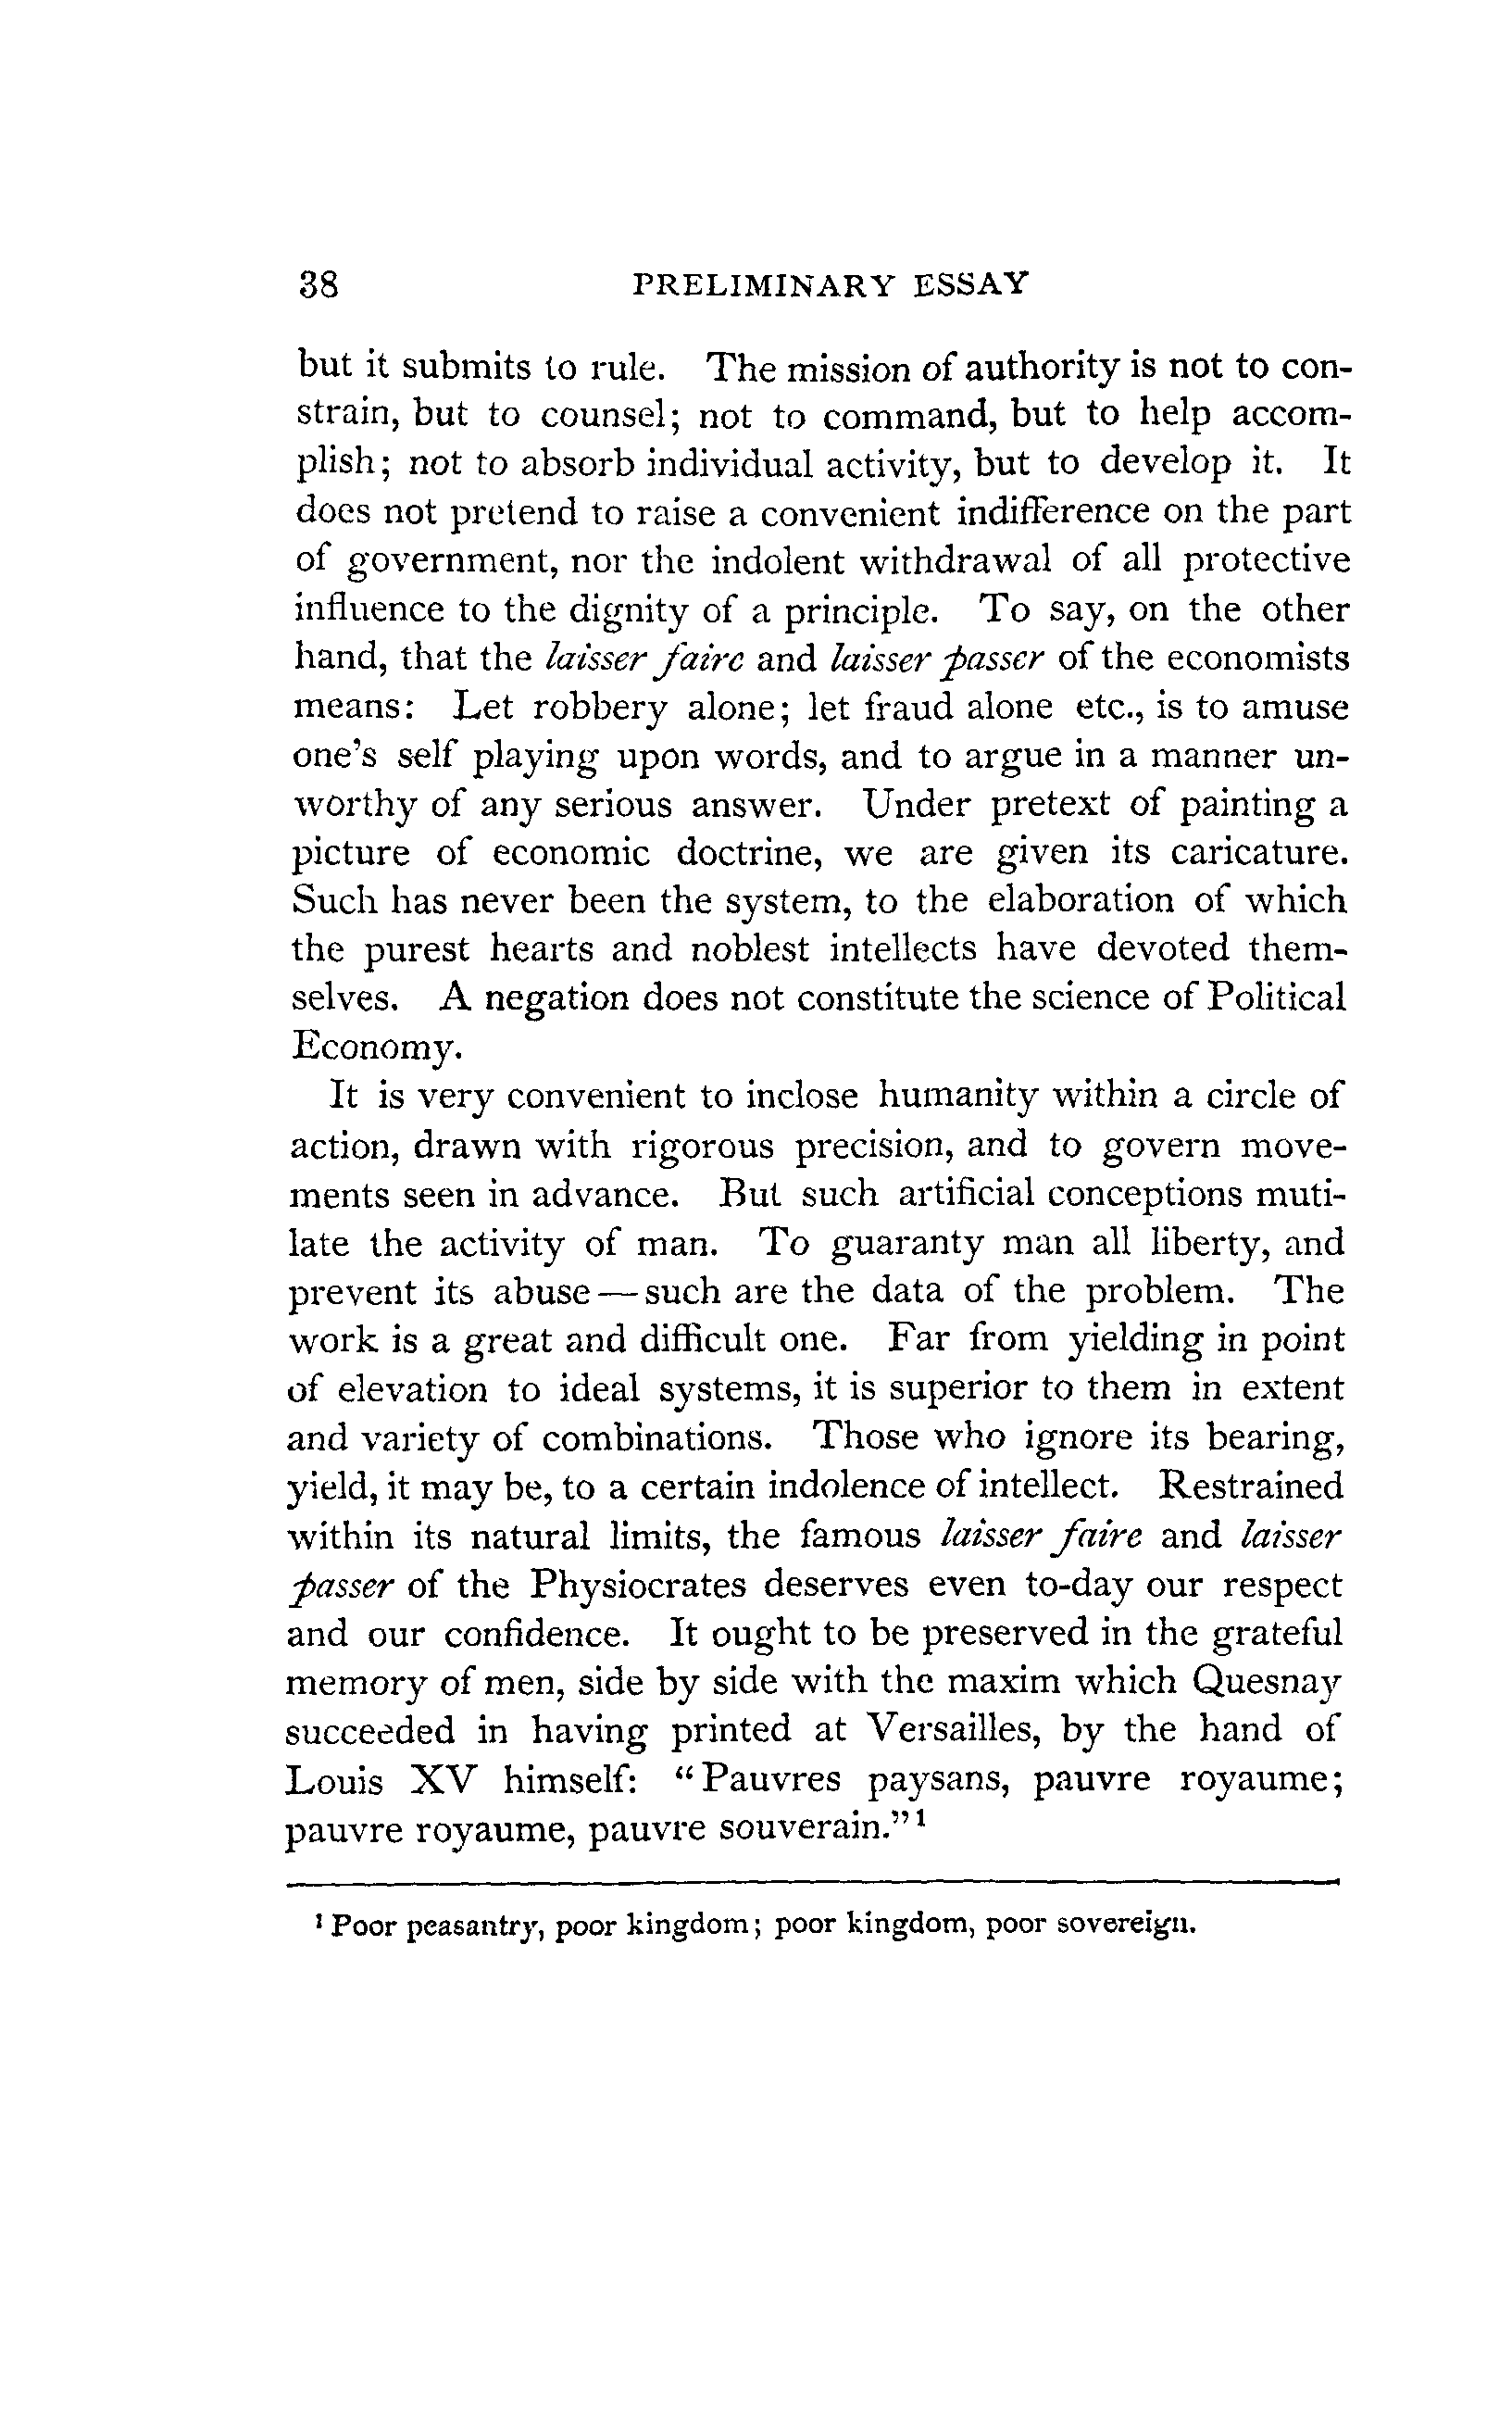 38 PRELIMINARY ESSAY
but it submits to rule. The mission of authority is not to con-
strain, but to counsel; not to command, but to help accom-
plish; not to absorb individual activity, but to develop it. It
does not pretend to raise a convenient indifference on the part
of government, nor the indolent withdrawal of all protective
influence to the dignity of a principle. To say, on the other
hand, that the laisser faire and laisser passer of the economists
means: Let robbery alone; let fraud alone etc., is to amuse
one's self playing upon words, and to argue in a manner un-
worthy of any serious answer. Under pretext of painting a
picture of economic doctrine, we are given its caricature.
Such has never been the system, to the elaboration of which
the purest hearts and noblest intellects have devoted them-
selves. A negation does not constitute the science of Political
Economy.
It is very convenient to inclose humanity within a circle of
action, drawn with rigorous precision, and to govern move-
ments seen in advance. But such artificial conceptions muti-
late the activity of man. To guaranty man all liberty, and
prevent its abuse — such are the data of the problem. The
work is a great and difficult one. Far from yielding in point
of elevation to ideal systems, it is superior to them in extent
and variety of combinations. Those who ignore its bearing,
yield, it may be, to a certain indolence of intellect. Restrained
within its natural limits, the famous laisser faire and laisser
passer of the Physiocrates deserves even to-day our respect
and our confidence. It ought to be preserved in the grateful
memory of men, side by side with the maxim which Quesnay
succeeded in having printed at Versailles, by the hand of
Louis XV himself: "Pauvres paysans, pauvre royaume;
pauvre royaume, pauvre souverain."¹
¹ Poor peasantry, poor kingdom; poor kingdom, poor sovereign.